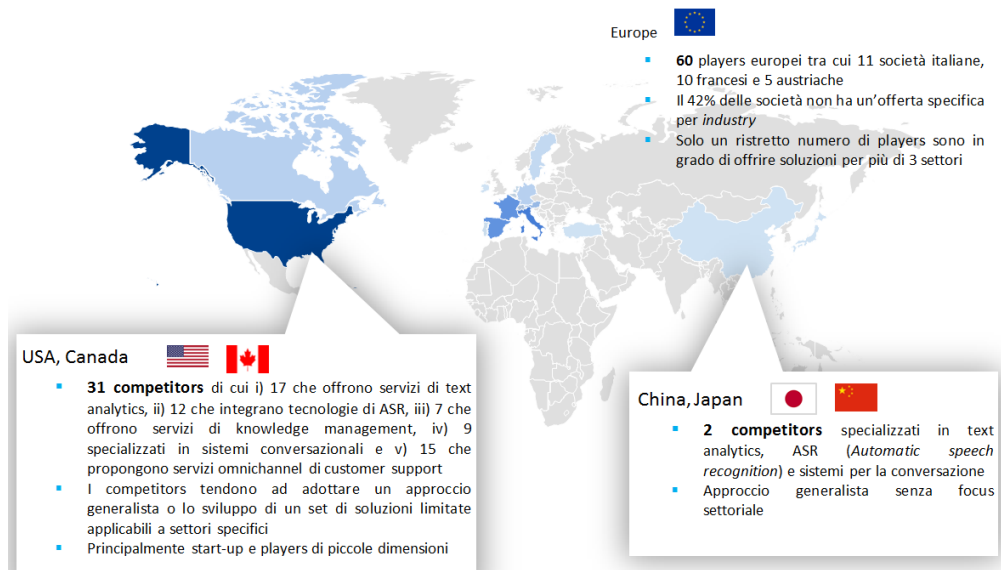 Europe
▪ 60 players europei tra cui 11 società italiane,
10 francesi e 5 austriache
▪ Il 42% delle società non ha un'offerta specifica
per industry
▪ Solo un ristretto numero di players sono in
grado di offrire soluzioni per più di 3 settori
USA, Canada
▪ 31 competitors di cui i) 17 che offrono servizi di text
analytics, ii) 12 che integrano tecnologie di ASR, iii) 7 che
offrono servizi di knowledge management, iv) 9
specializzati in sistemi conversazionali e v) 15 che
propongono servizi omnichannel di customer support
▪ I competitors tendono ad adottare un approccio
generalista o lo sviluppo di un set di soluzioni limitate
applicabili a settori specifici
▪ Principalmente start-up e players di piccole dimensioni
China, Japan
▪ 2 competitors specializzati in text
analytics, ASR (Automatic speech
recognition) e sistemi per la conversazione
▪ Approccio generalista senza focus
settoriale